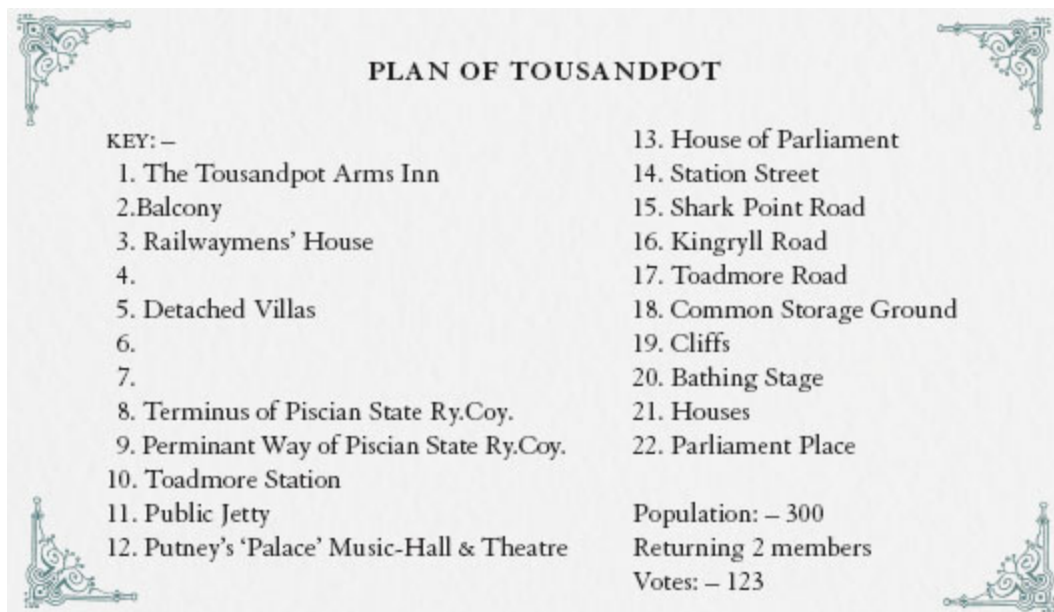 PLAN OF TOUSANDPOT
KEY: –
1. The Tousandpot Arms Inn
2.Balcony
3. Railwaymens’ House
4.
5. Detached Villas
6.
7.
8. Terminus of Piscian State Ry.Coy.
9. Perminant Way of Piscian State Ry.Coy.
10. Toadmore Station
11. Public Jetty
12. Putney’s ‘Palace’ Music-Hall & Theatre
13. House of Parliament
14. Station Street
15. Shark Point Road
16. Kingryll Road
17. Toadmore Road
18. Common Storage Ground
19. Cliffs
20. Bathing Stage
21. Houses
22. Parliament Place
Population: – 300
Returning 2 members
Votes: – 123